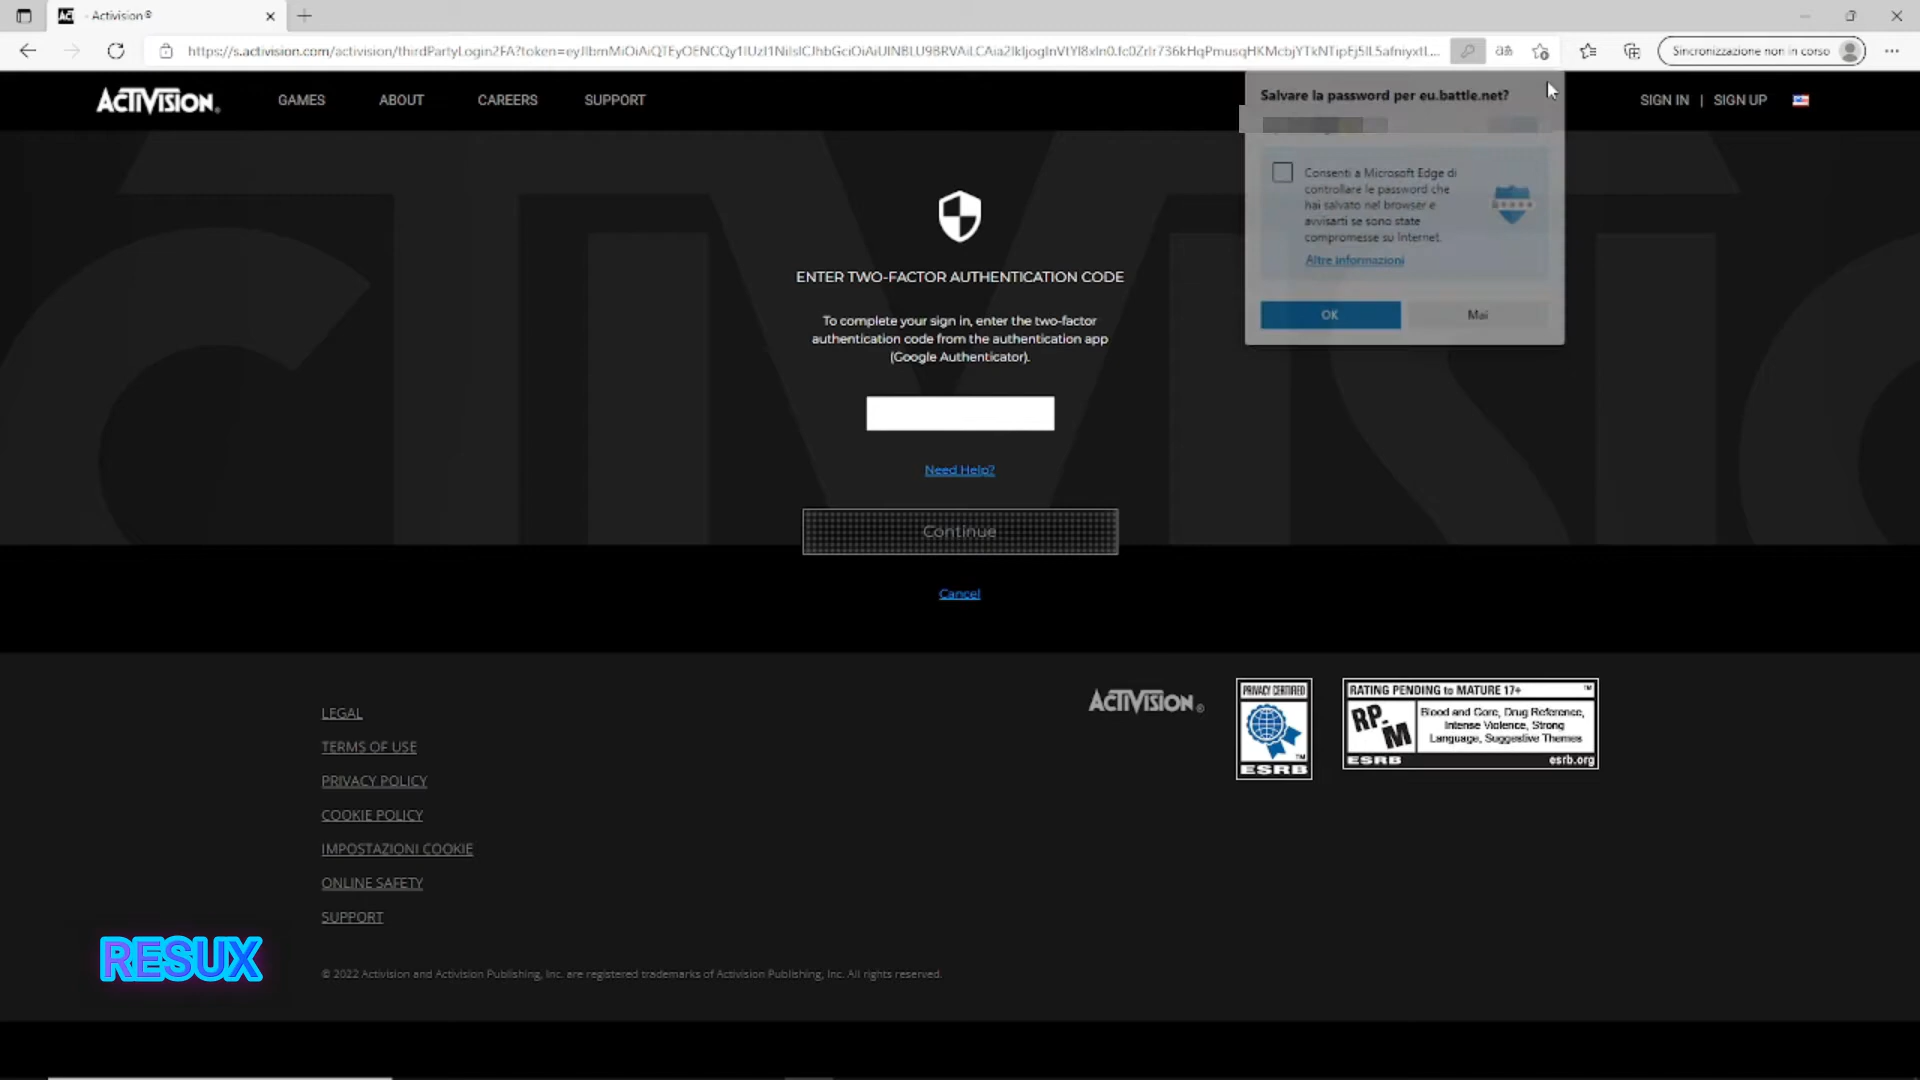 - Activision®
https://s.activision.com/activision/thirdPartyLogin2FA?token=
Sincronizzazione non in corso
ACTIVISION®
GAMES
ABOUT
CAREERS
SUPPORT
SIGN IN | SIGN UP
Salvare la password per eu.battle.net?
Consenti a Microsoft Edge di
controllare le password che
hai salvato nel browser e
avvisarti se sono state
compromesse su Internet.
Altre informazioni
OK
Mai
ENTER TWO-FACTOR AUTHENTICATION CODE
To complete your sign in, enter the two-factor
authentication code from the authentication app
(Google Authenticator).
Need Help?
Continue
Cancel
LEGAL
TERMS OF USE
PRIVACY POLICY
COOKIE POLICY
IMPOSTAZIONI COOKIE
ONLINE SAFETY
SUPPORT
ACTIVISION®
PRIVACY CERTIFIED
ESRB
RATING PENDING to MATURE 17+
RP-M
Blood and Gore, Drug Reference,
Intense Violence, Strong
Language, Suggestive Themes
ESRB
esrb.org
RESUX
© 2022 Activision and Activision Publishing, Inc. are registered trademarks of Activision Publishing, Inc. All rights reserved.